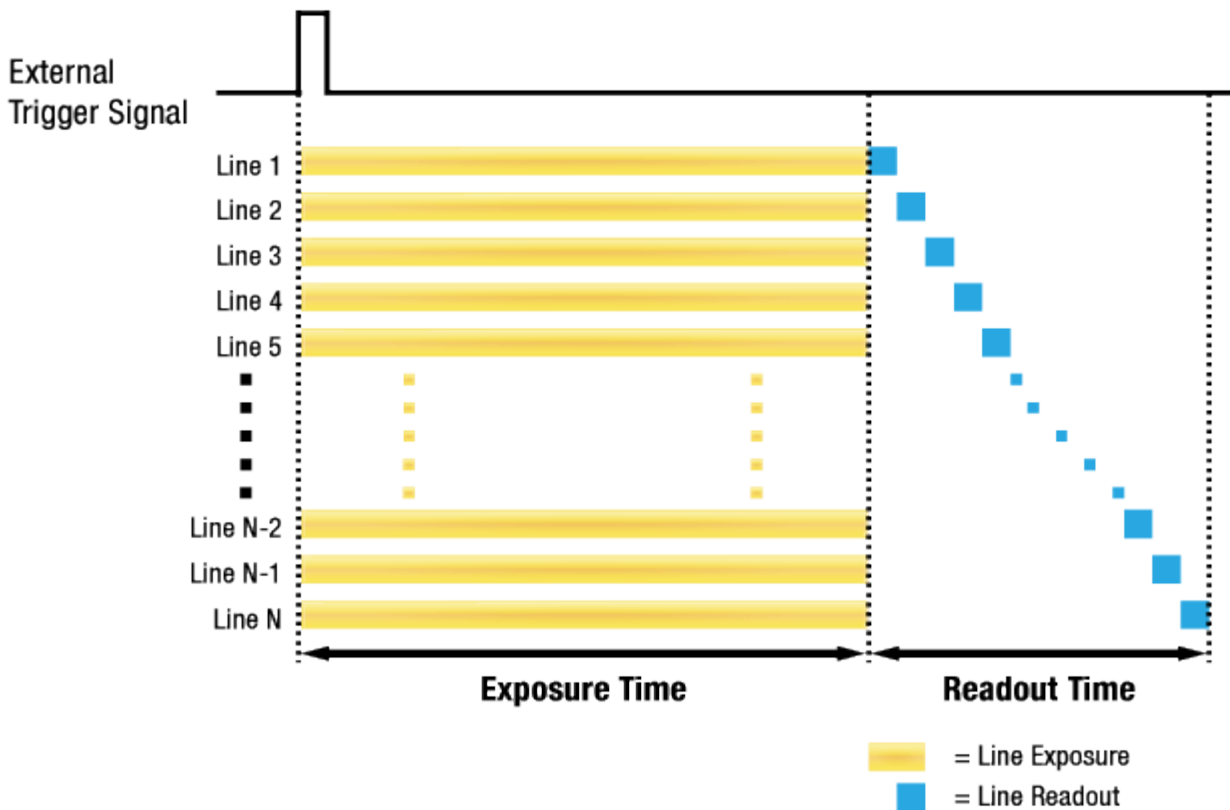 External
Trigger Signal
Line 1
Line 2
Line 3
Line 4
Line 5
Line N-2
Line N-1
Line N
Exposure Time
Readout Time
= Line Exposure
= Line Readout